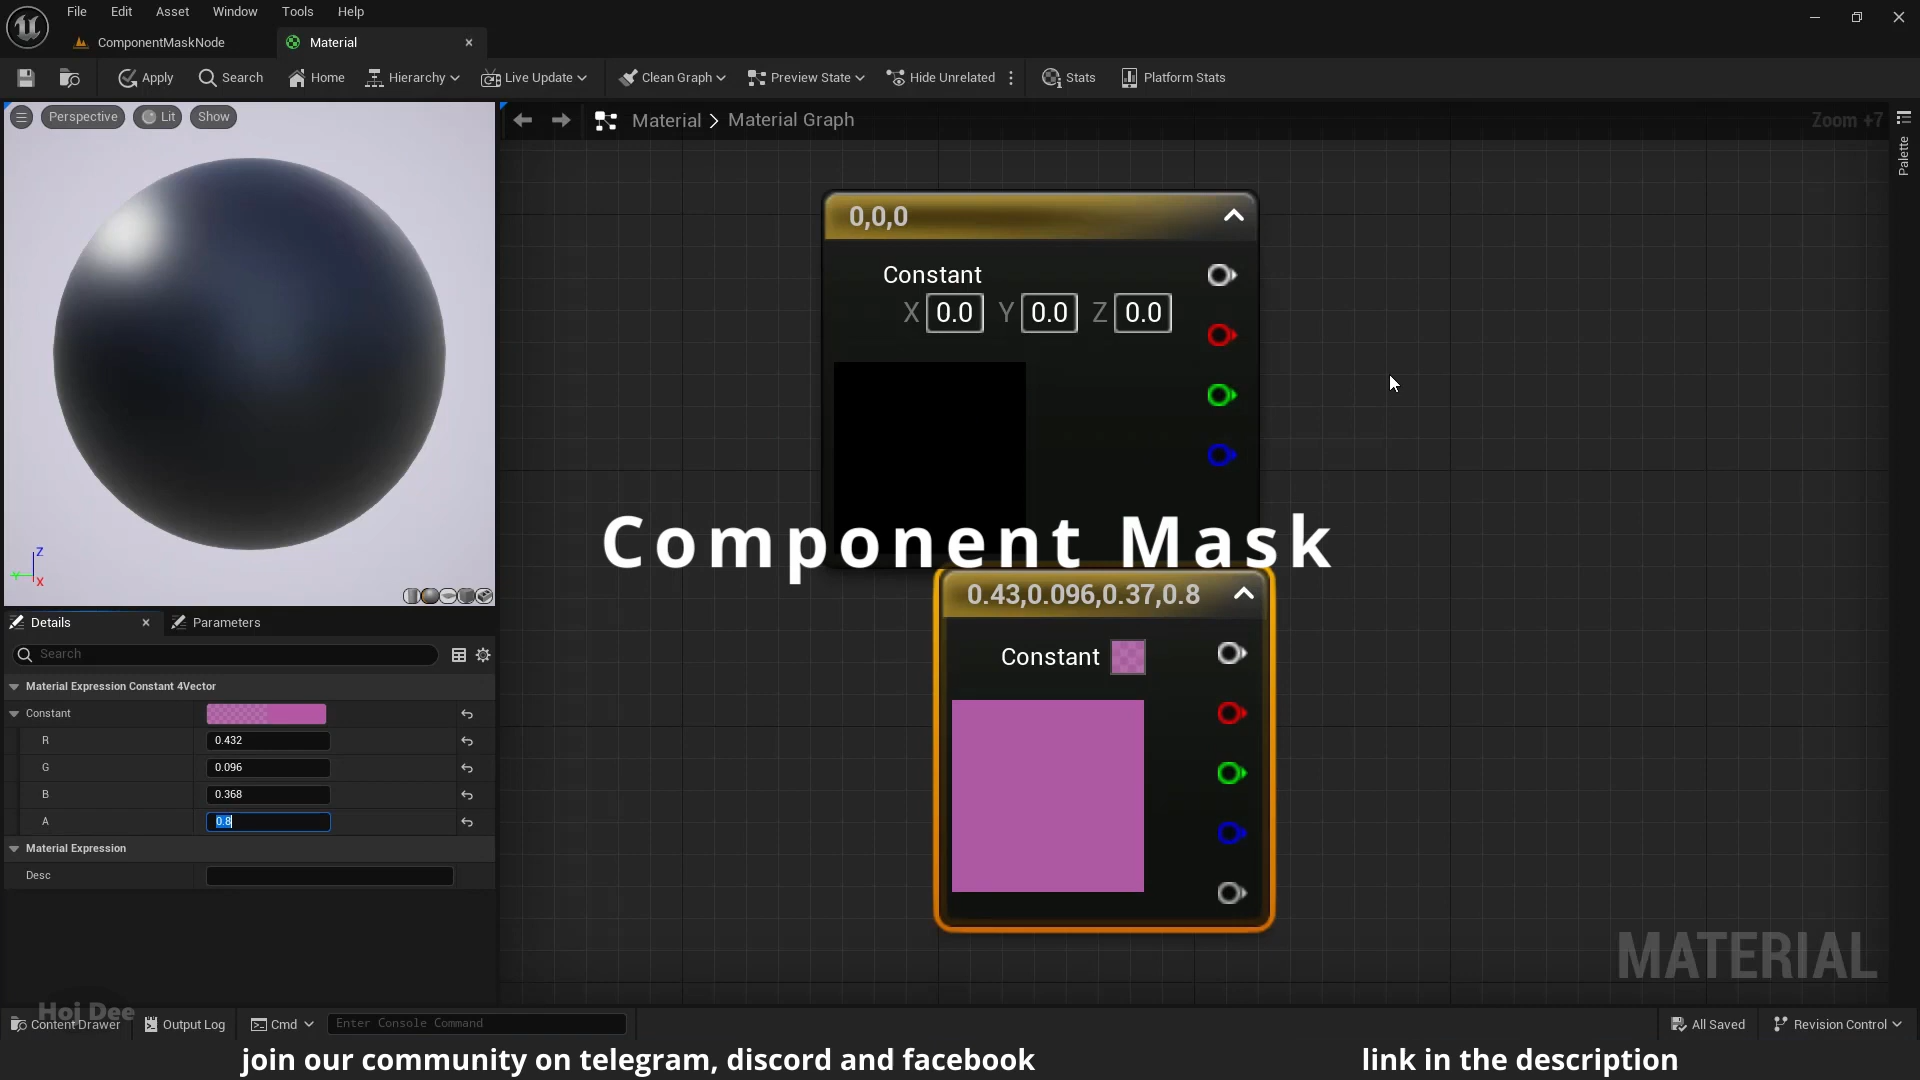 File Edit Asset Window Tools Help
ComponentMaskNode
Material
Apply Search Home Hierarchy Live Update Clean Graph Preview State Hide Unrelated Stats Platform Stats
Perspective Lit Show
Material > Material Graph
Zoom +7
Palette
0,0,0
Constant
X 0.0 Y 0.0 Z 0.0
Component Mask
0.43,0.096,0.37,0.8
Constant
Z
Y
X
Details
Parameters
Search
Material Expression Constant 4Vector
Constant
R 0.432
G 0.096
B 0.368
A 0.8
Material Expression
Desc
MATERIAL
Hoj Dee
Content Drawer Output Log Cmd Enter Console Command All Saved Revision Control
join our community on telegram, discord and facebook
link in the description